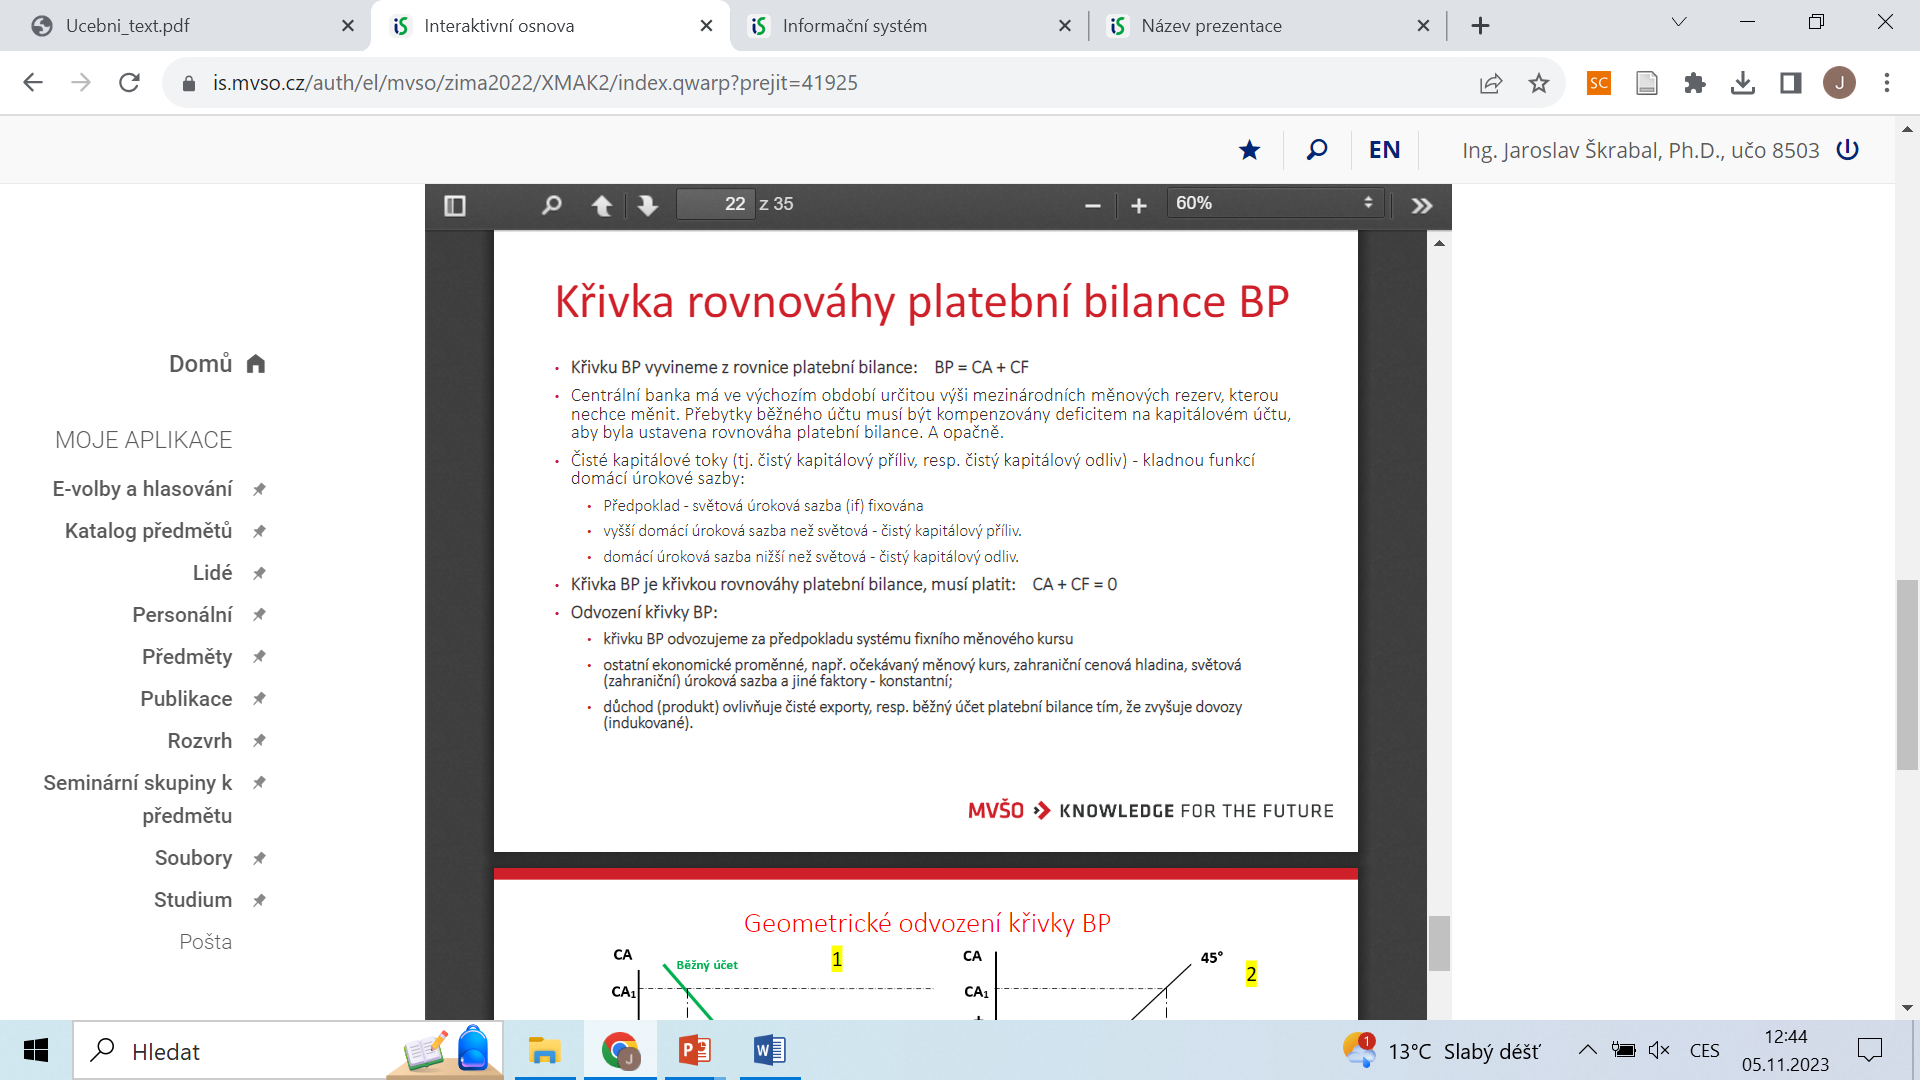 Ucebni_text.pdf
Interaktivní osnova
Informační systém
Název prezentace
is.mvso.cz/auth/el/mvso/zima2022/XMAK2/index.qwarp?prejit=41925
SC
J
EN
Ing. Jaroslav Škrabal, Ph.D., učo 8503
22 z 35
60%
Domů
MOJE APLIKACE
E-volby a hlasování
Katalog předmětů
Lidé
Personální
Předměty
Publikace
Rozvrh
Seminární skupiny k
předmětu
Soubory
Studium
Pošta
Křivka rovnováhy platební bilance BP
• Křivku BP vyvineme z rovnice platební bilance: BP = CA + CF
• Centrální banka má ve výchozím období určitou výši mezinárodních měnových rezerv, kterou
nechce měnit. Přebytky běžného účtu musí být kompenzovány deficitem na kapitálovém účtu,
aby byla ustavena rovnováha platební bilance. A opačně.
• Čisté kapitálové toky (tj. čistý kapitálový příliv, resp. čistý kapitálový odliv) - kladnou funkcí
domácí úrokové sazby:
• Předpoklad - světová úroková sazba (if) fixována
• vyšší domácí úroková sazba než světová - čistý kapitálový příliv.
• domácí úroková sazba nižší než světová - čistý kapitálový odliv.
• Křivka BP je křivkou rovnováhy platební bilance, musí platit: CA + CF = 0
• Odvození křivky BP:
• křivku BP odvozujeme za předpokladu systému fixního měnového kursu
• ostatní ekonomické proměnné, např. očekávaný měnový kurs, zahraniční cenová hladina, světová
(zahraniční) úroková sazba a jiné faktory - konstantní;
• důchod (produkt) ovlivňuje čisté exporty, resp. běžný účet platební bilance tím, že zvyšuje dovozy
(indukované).
MVŠO KNOWLEDGE FOR THE FUTURE
Geometrické odvození křivky BP
CA
Běžný účet
1
CA₁
CA
45°
2
CA₁
+
Hledat
J
1
13°C Slabý déšť
CES
12:44
05.11.2023